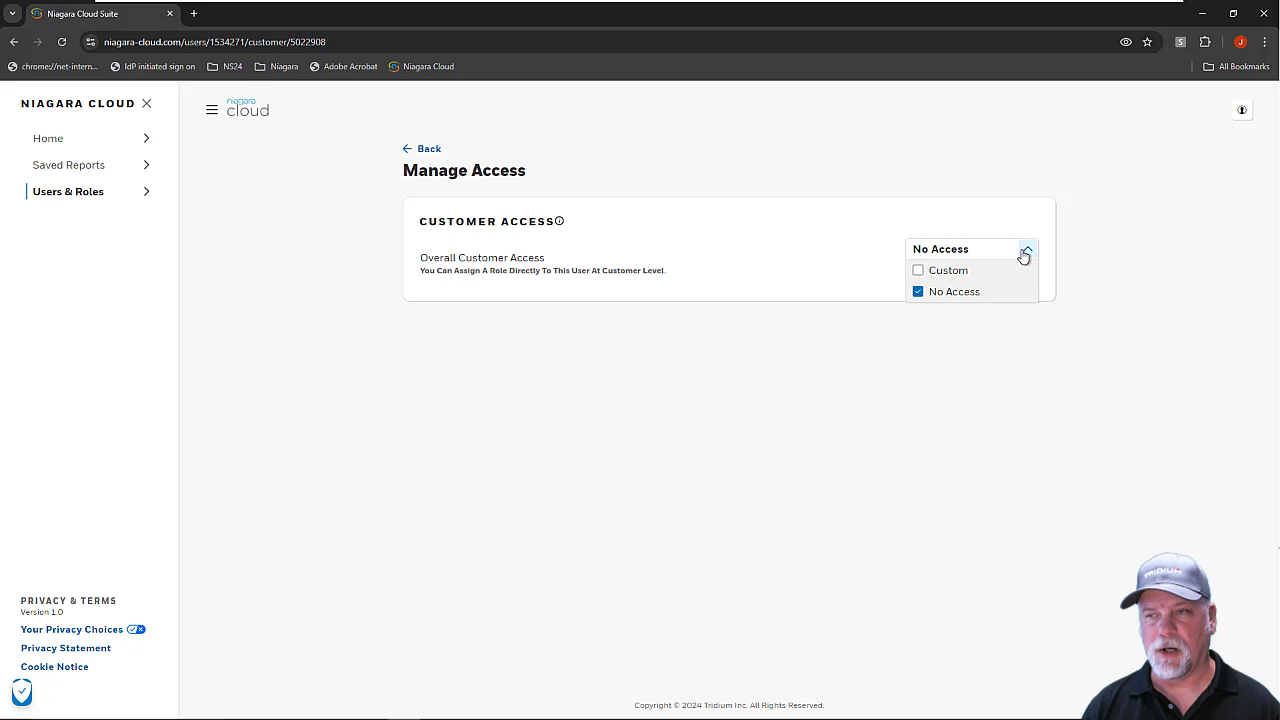 Niagara Cloud Suite
niagara-cloud.com/users/1534271/customer/5022908
J
chrome://net-intern...
IdP initiated sign on
NS24
Niagara
Adobe Acrobat
Niagara Cloud
All Bookmarks
NIAGARA CLOUD
Home
Saved Reports
Users & Roles
niagara
cloud
Back
Manage Access
CUSTOMER ACCESS
Overall Customer Access
You Can Assign A Role Directly To This User At Customer Level.
No Access
Custom
No Access
PRIVACY & TERMS
Version 1.0
Your Privacy Choices
Privacy Statement
Cookie Notice
Copyright © 2024 Tridium Inc. All Rights Reserved.
TRIDIUM